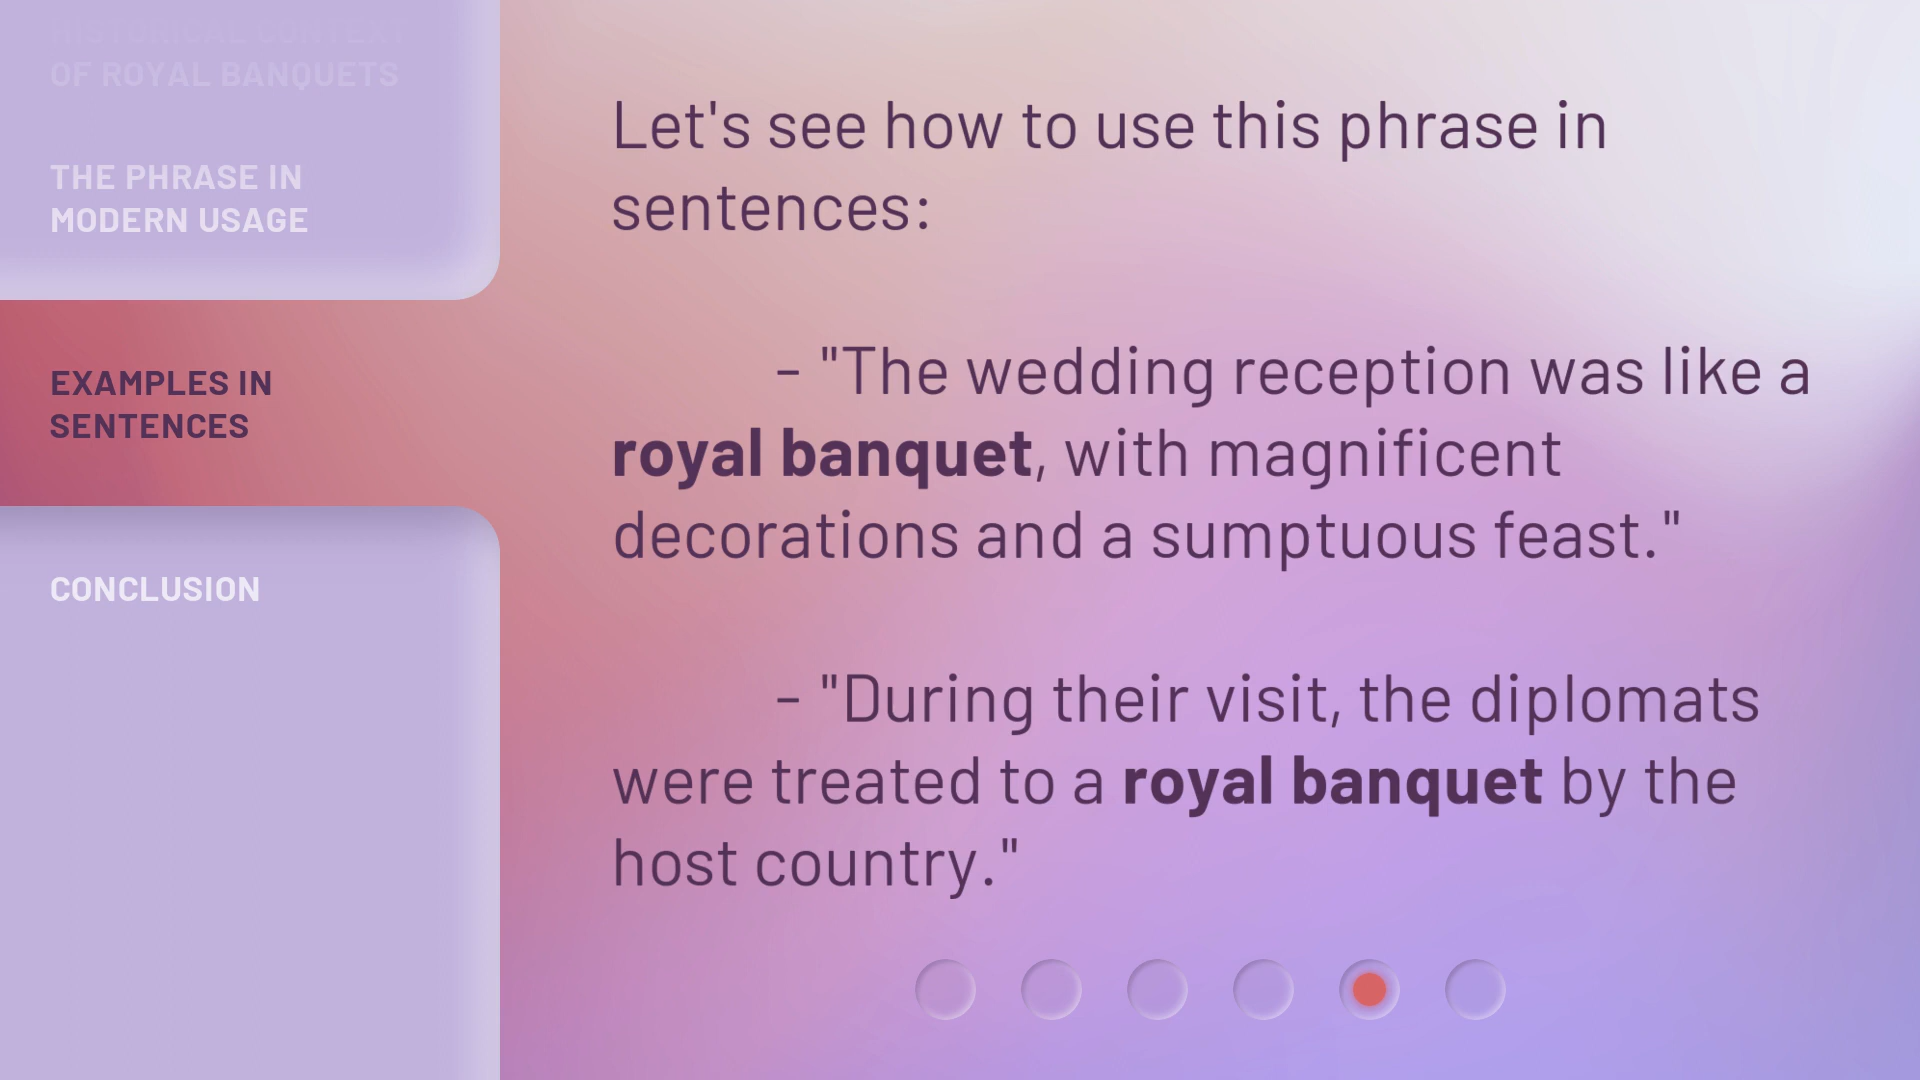 HISTORICAL CONTEXT
OF ROYAL BANQUETS
THE PHRASE IN
MODERN USAGE
EXAMPLES IN
SENTENCES
CONCLUSION
Let's see how to use this phrase in
sentences:
- "The wedding reception was like a
royal banquet, with magnificent
decorations and a sumptuous feast."
- "During their visit, the diplomats
were treated to a royal banquet by the
host country."